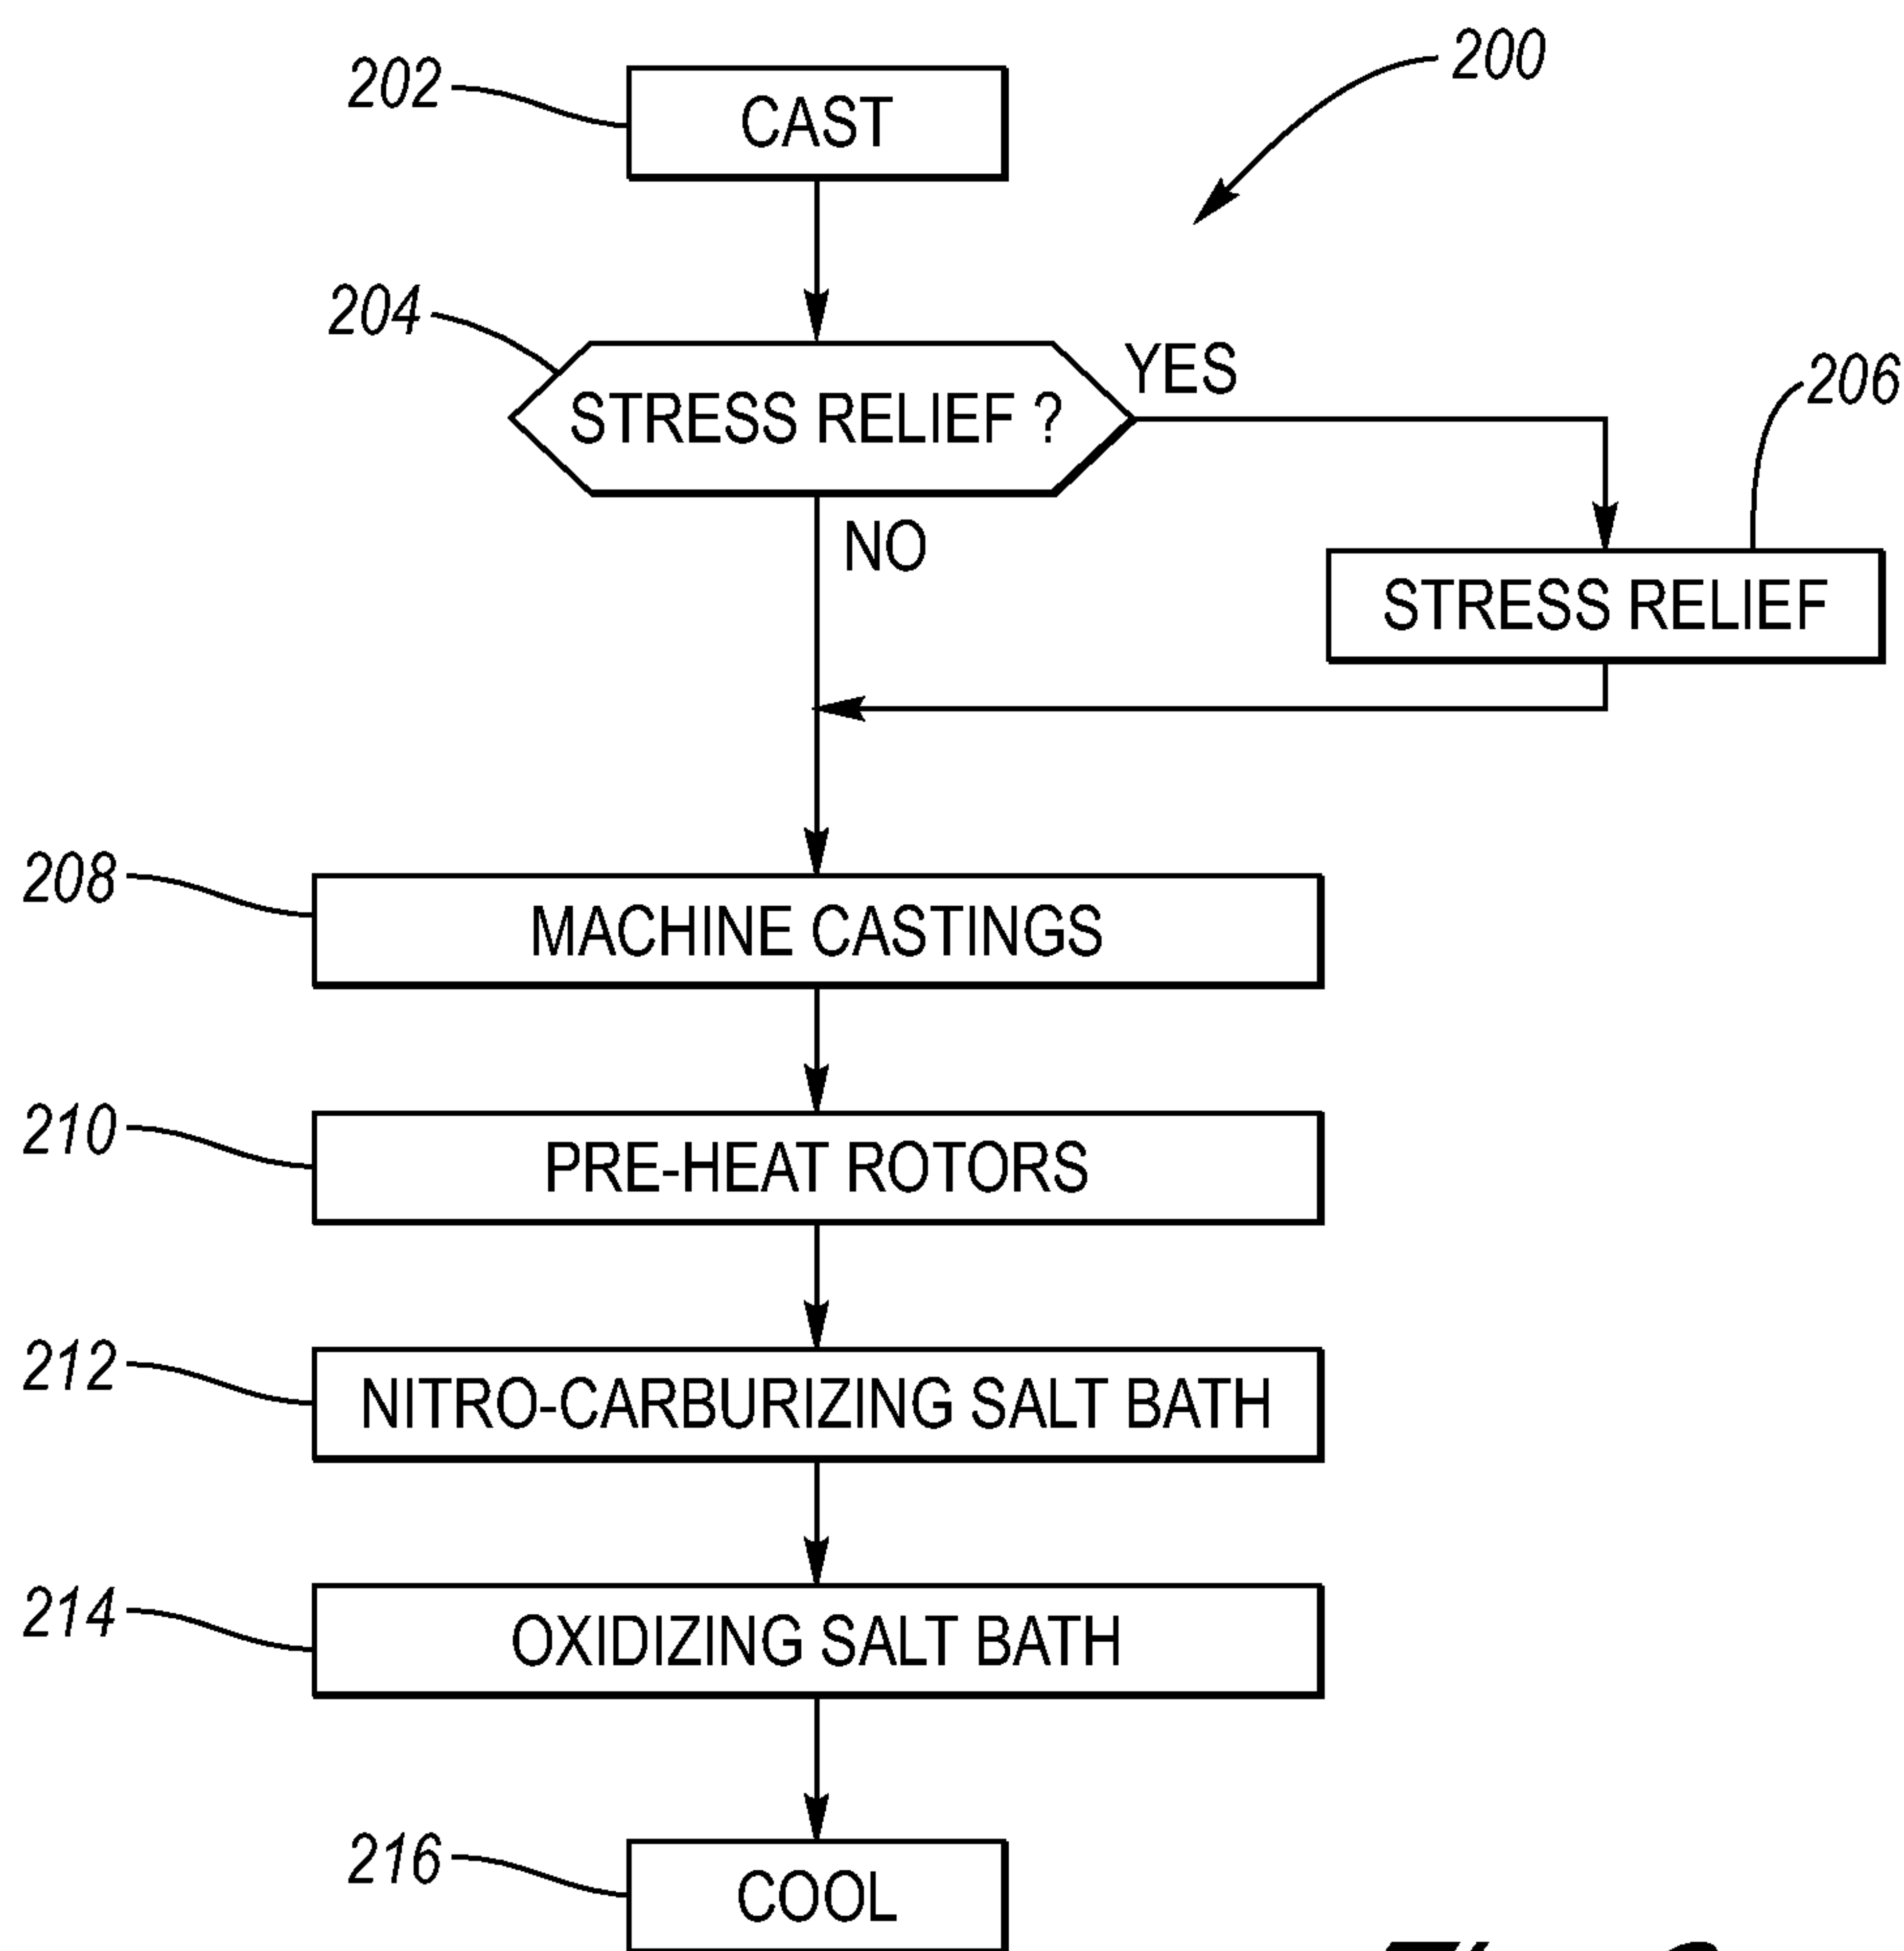 200
202
CAST
204
STRESS RELIEF ?
YES
206
NO
STRESS RELIEF
208
MACHINE CASTINGS
210
PRE-HEAT ROTORS
212
NITRO-CARBURIZING SALT BATH
214
OXIDIZING SALT BATH
216
COOL